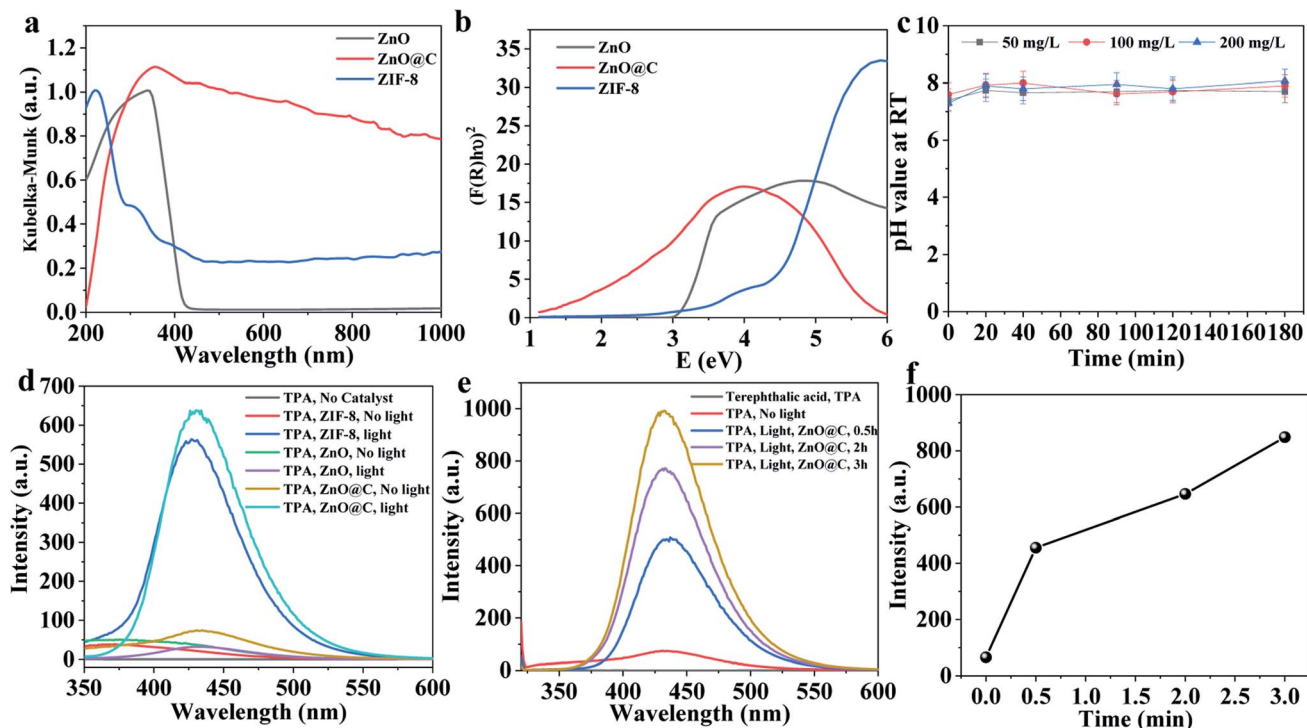 a
ZnO
ZnO@C
ZIF-8
Kubelka-Munk (a.u.)
1.2
1.0
0.8
0.6
0.4
0.2
0.0
200 400 600 800 1000
Wavelength (nm)
b
ZnO
ZnO@C
ZIF-8
(F(R)hυ)²
35
30
25
20
15
10
5
0
1 2 3 4 5 6
E (eV)
c
50 mg/L 100 mg/L 200 mg/L
pH value at RT
10
8
6
4
2
0
0 20 40 60 80 100 120 140 160 180
Time (min)
d
TPA, No Catalyst
TPA, ZIF-8, No light
TPA, ZIF-8, light
TPA, ZnO, No light
TPA, ZnO, light
TPA, ZnO@C, No light
TPA, ZnO@C, light
Intensity (a.u.)
700
650
600
550
500
450
400
350
300
250
200
150
100
50
0
350 400 450 500 550 600
Wavelength (nm)
e
Terephthalic acid, TPA
TPA, No light
TPA, Light, ZnO@C, 0.5h
TPA, Light, ZnO@C, 2h
TPA, Light, ZnO@C, 3h
Intensity (a.u.)
1000
800
600
400
200
0
350 400 450 500 550 600
Wavelength (nm)
f
Intensity (a.u.)
1000
800
600
400
200
0
0.0 0.5 1.0 1.5 2.0 2.5 3.0
Time (min)